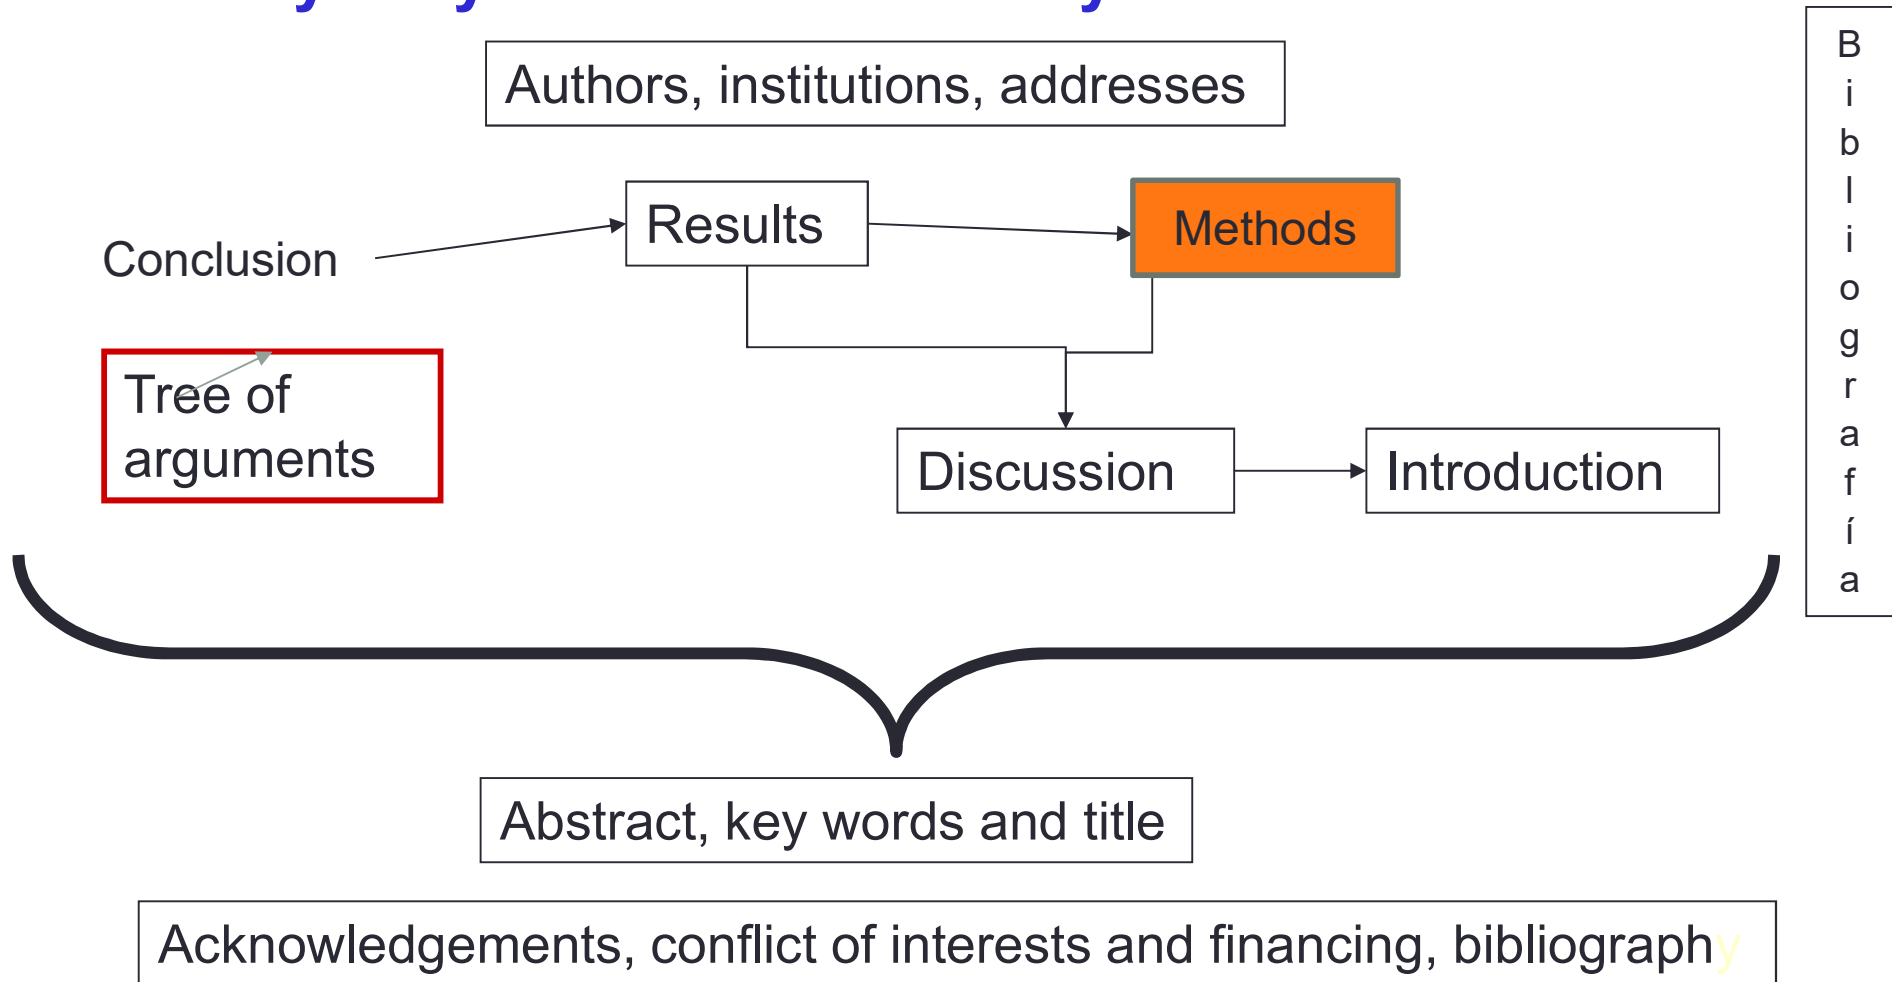 Authors, institutions, addresses
Results
Methods
Conclusion
Tree of
arguments
Discussion
Introduction
Abstract, key words and title
Acknowledgements, conflict of interests and financing, bibliography
B
i
b
l
i
o
g
r
a
f
í
a